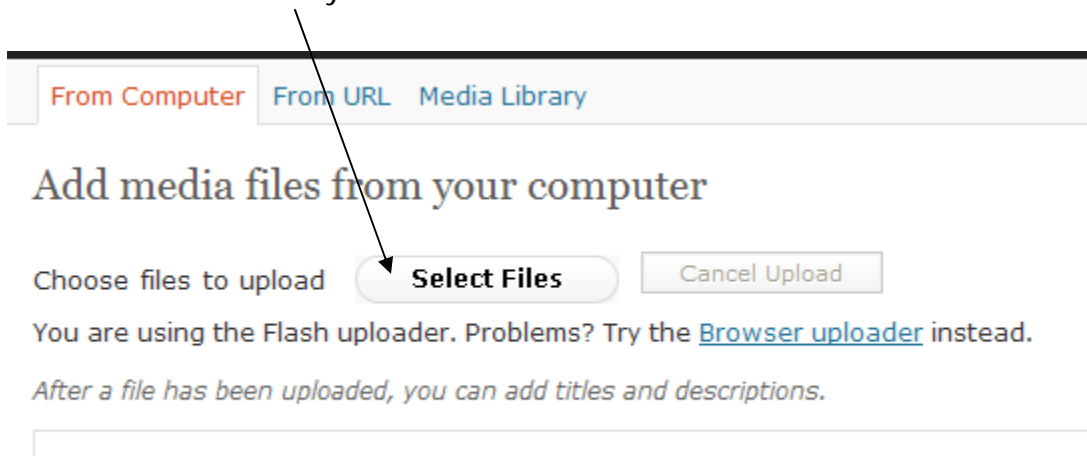 From Computer From URL Media Library
Add media files from your computer
Choose files to upload Select Files Cancel Upload
You are using the Flash uploader. Problems? Try the Browser uploader instead.
After a file has been uploaded, you can add titles and descriptions.